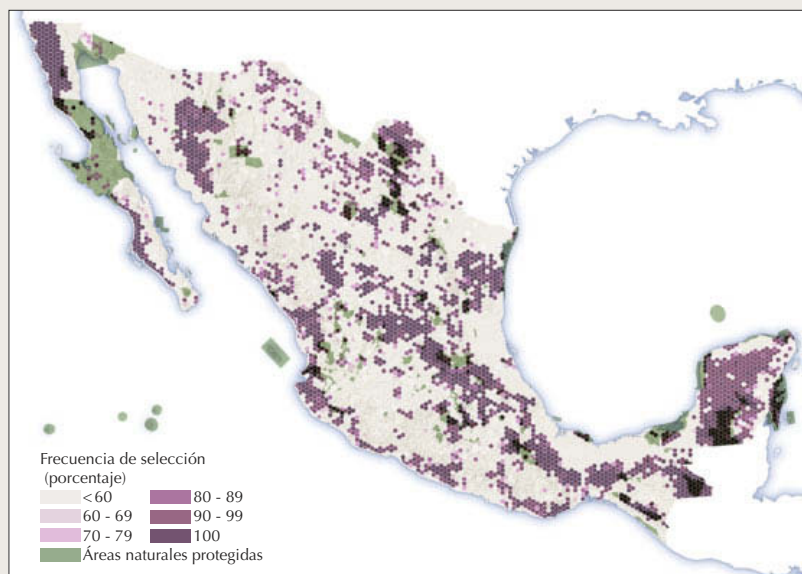 Frecuencia de selección
(porcentaje)
<60
80 - 89
60 - 69
90 - 99
70 - 79
100
Áreas naturales protegidas